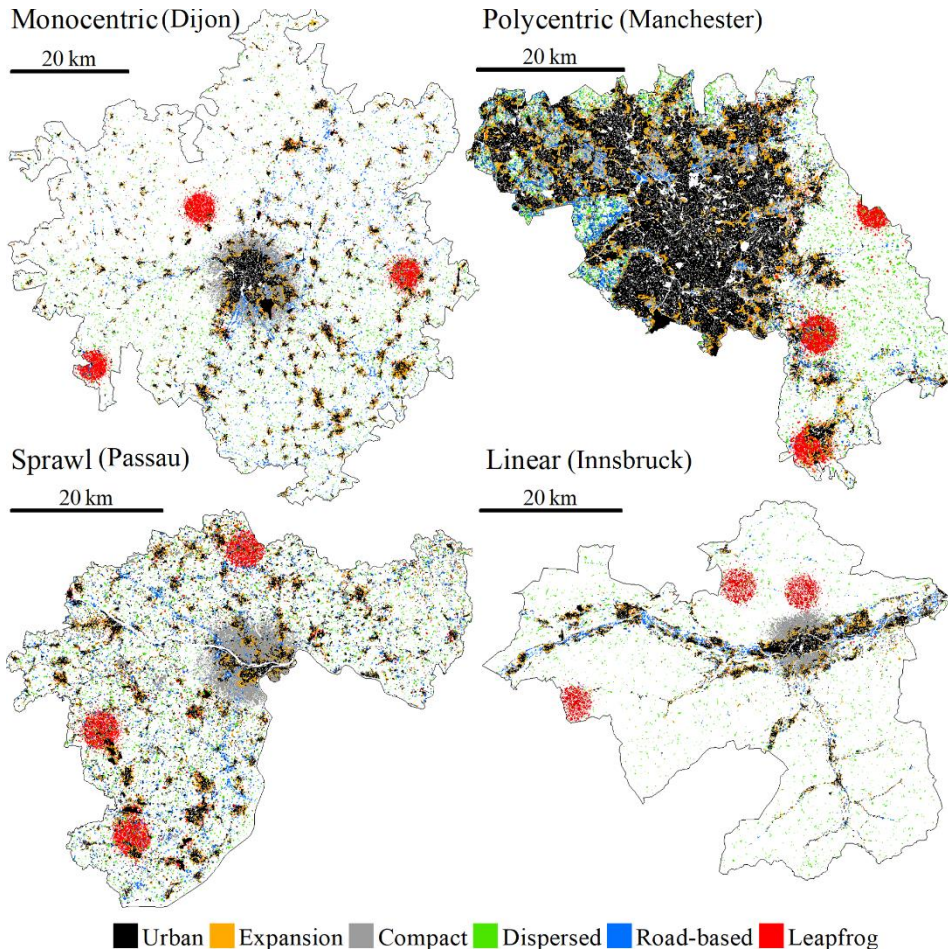 Monocentric (Dijon)
20 km
Polycentric (Manchester)
20 km
Sprawl (Passau)
20 km
Linear (Innsbruck)
20 km
Urban Expansion Compact Dispersed Road-based Leapfrog